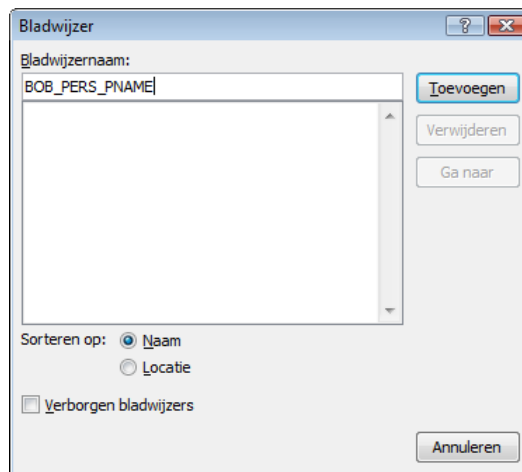 Bladwijzer
Bladwijzernaam:
BOB_PERS_PNAME
Toevoegen
Verwijderen
Ga naar
Sorteren op: Naam
Locatie
Verborgen bladwijzers
Annuleren